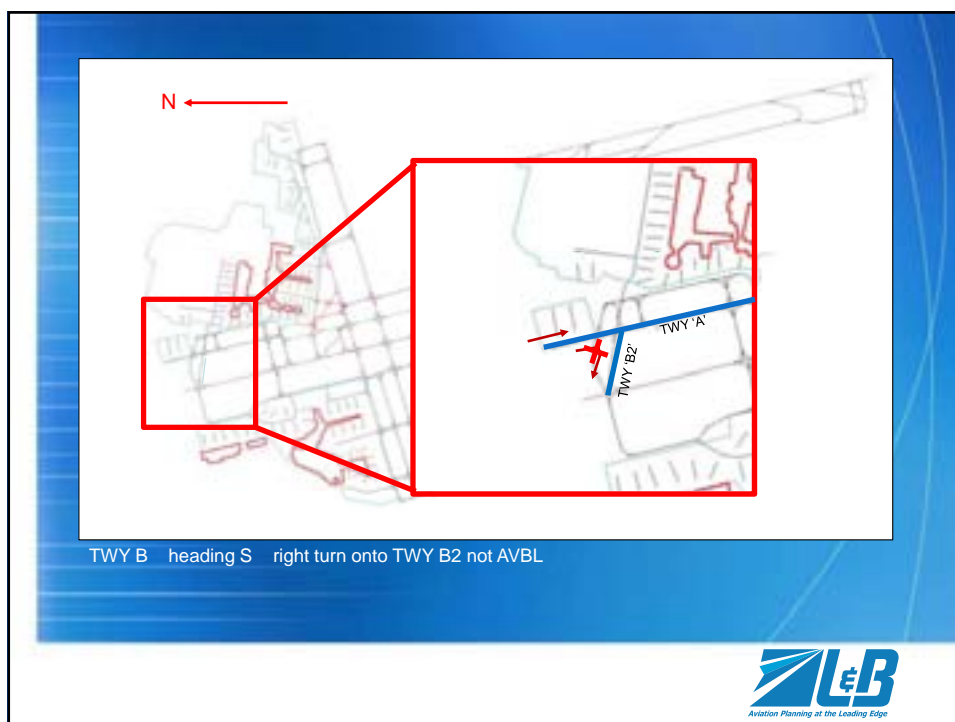 N
TWY 'A'
TWY 'B2'
TWY B heading S right turn onto TWY B2 not AVBL
L&B
Aviation Planning at the Leading Edge